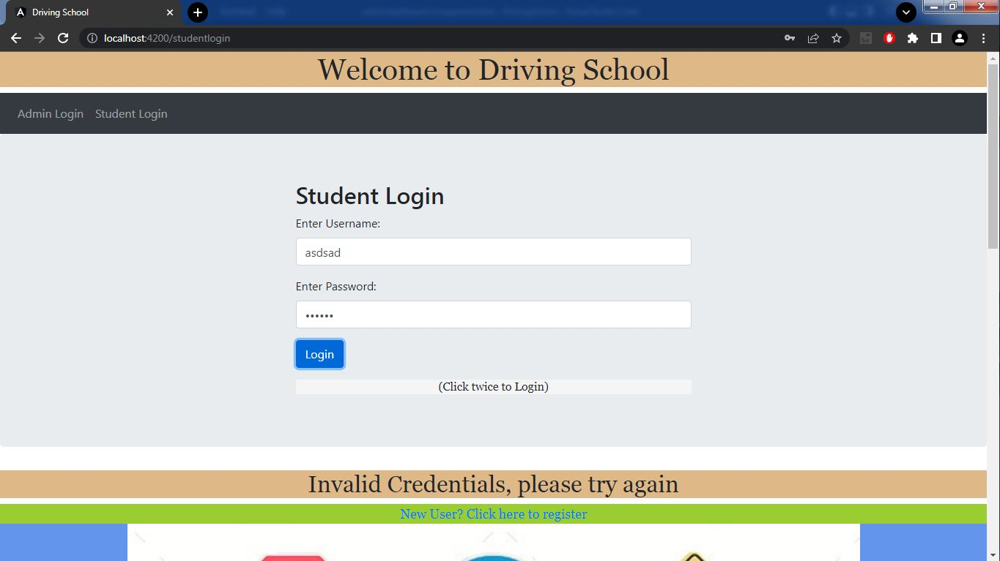 Driving School
localhost:4200/studentlogin
Welcome to Driving School
Admin Login Student Login
Student Login
Enter Username:
asdsad
Enter Password:
••••••
Login
(Click twice to Login)
Invalid Credentials, please try again
New User? Click here to register